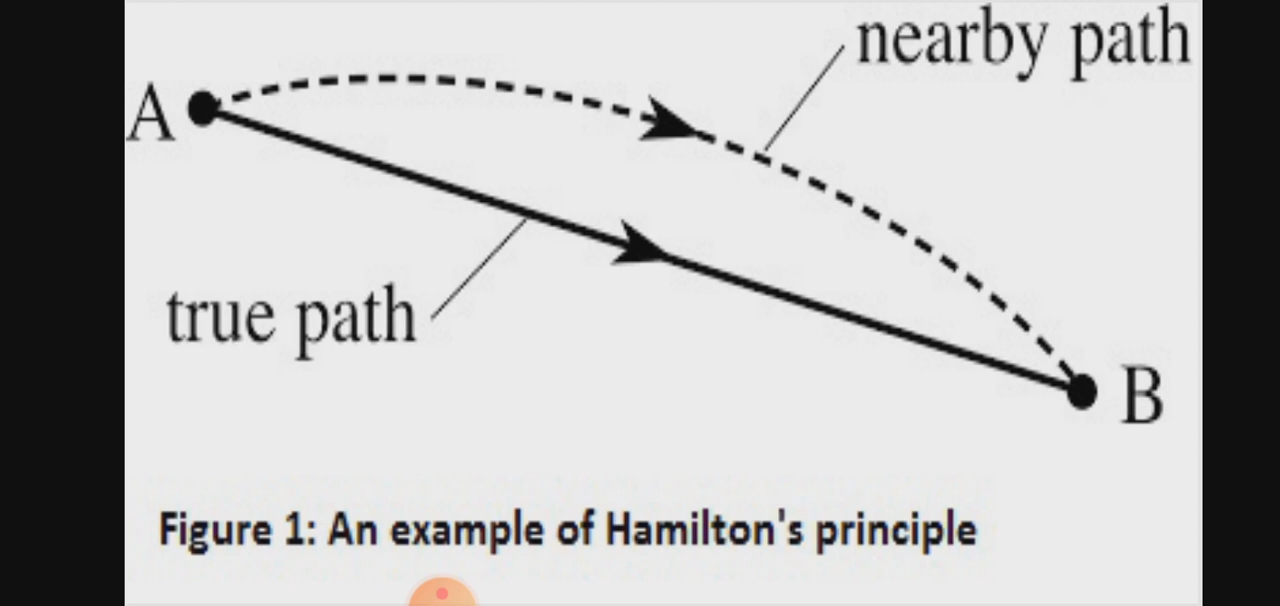 nearby path
A
true path
B
Figure 1: An example of Hamilton's principle